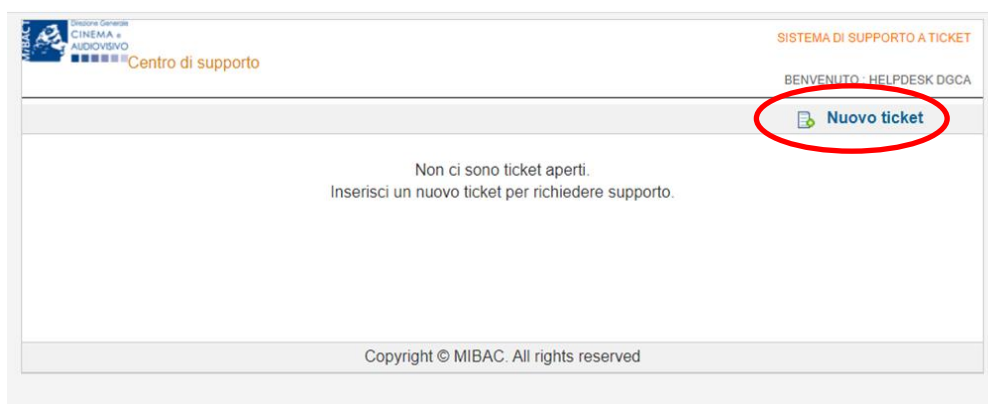 MiBACT
Direzione Generale
CINEMA e
AUDIOVISIVO
Centro di supporto
SISTEMA DI SUPPORTO A TICKET
BENVENUTO : HELPDESK DGCA
Nuovo ticket
Non ci sono ticket aperti.
Inserisci un nuovo ticket per richiedere supporto.
Copyright © MIBAC. All rights reserved